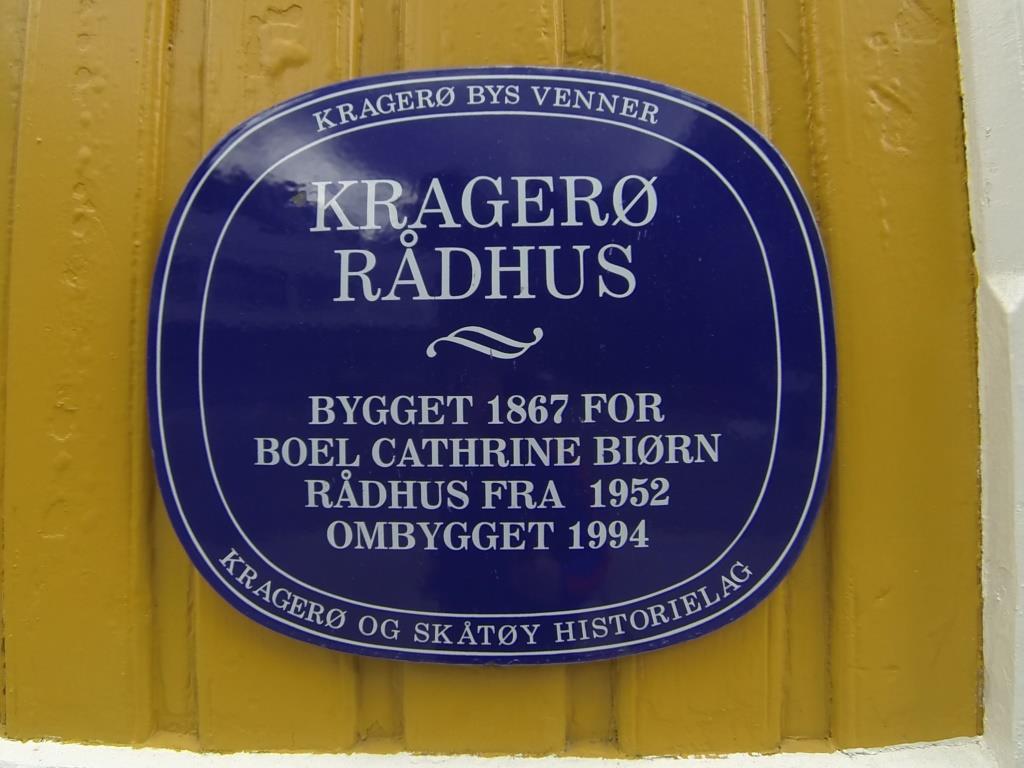 KRAGERØ BYS VENNER
KRAGERØ
RÅDHUS
BYGGET 1867 FOR
BOEL CATHRINE BIØRN
RÅDHUS FRA 1952
OMBYGGET 1994
KRAGERØ OG SKÅTØY HISTORIELAG